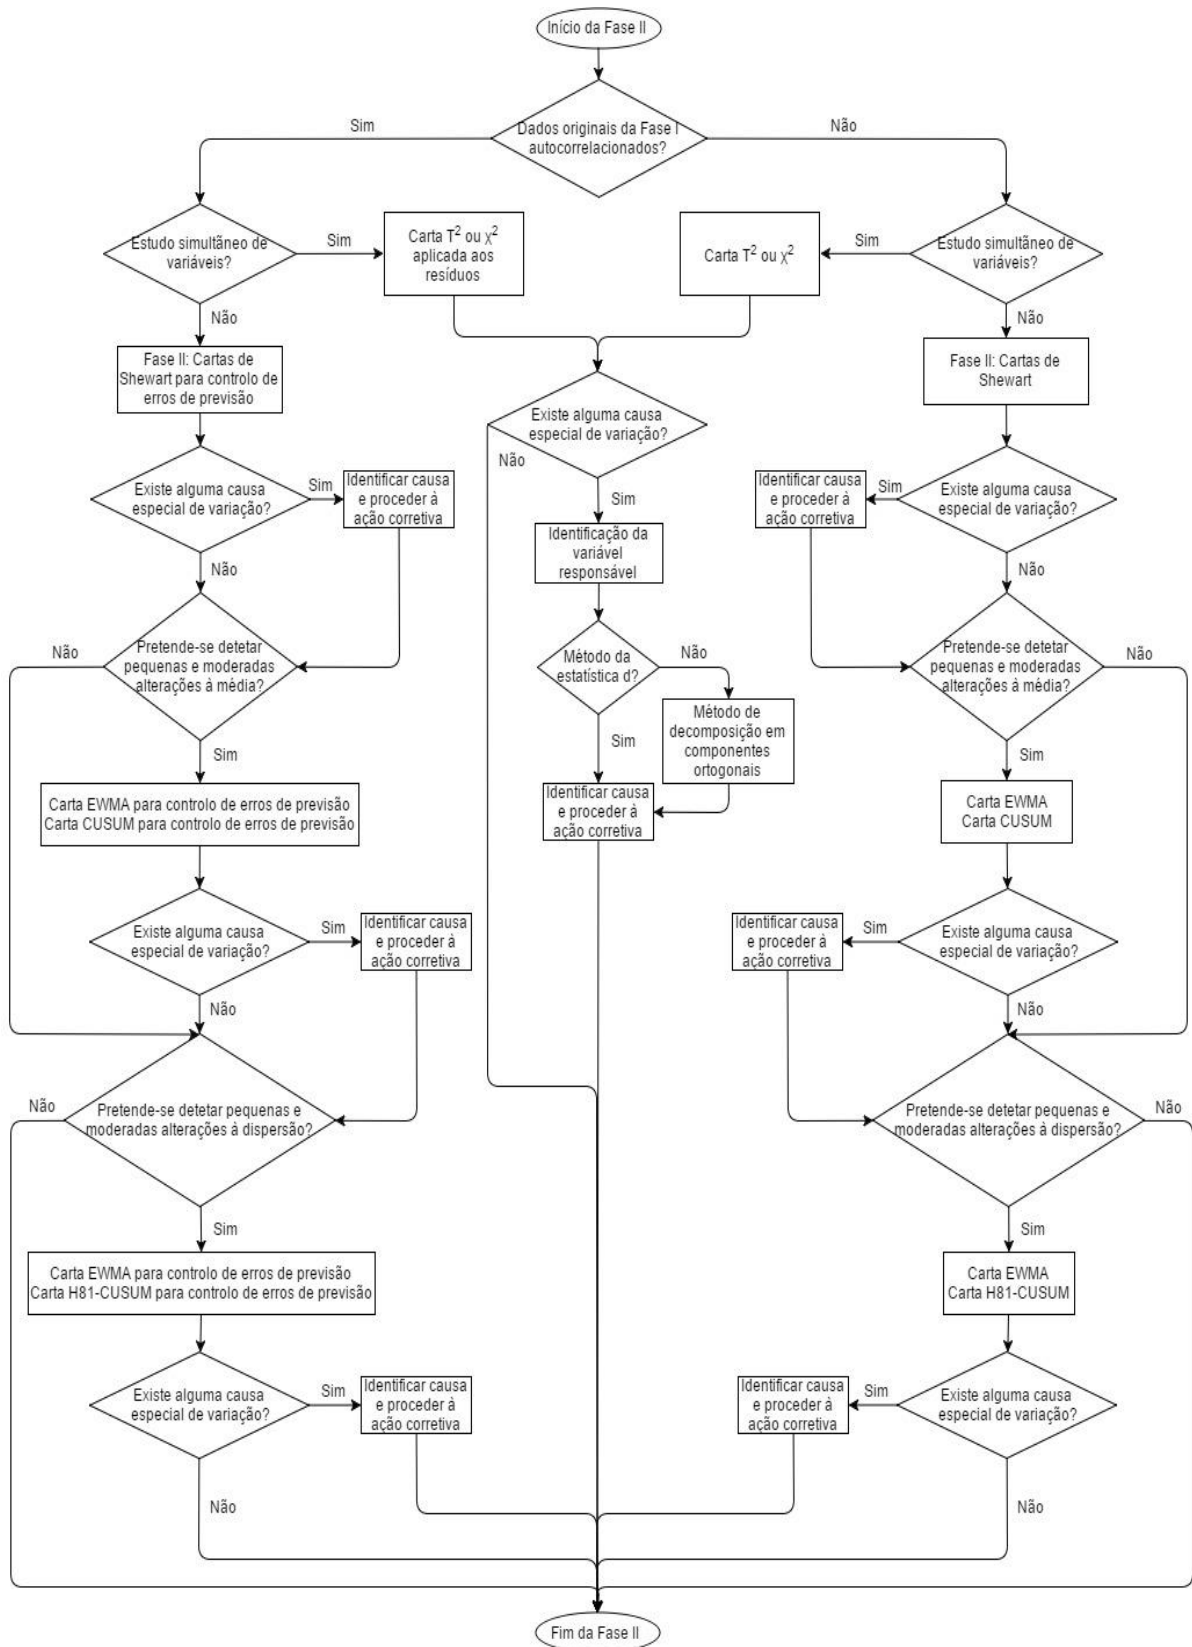 Início da Fase II
Sim
Dados originais da Fase I
autocorrelacionados?
Não
Estudo simultâneo de
variáveis?
Sim
Carta T² ou χ²
aplicada aos
resíduos
Carta T² ou χ²
Sim
Estudo simultâneo de
variáveis?
Não
Não
Fase II: Cartas de
Shewart para controlo de
erros de previsão
Existe alguma causa
especial de variação?
Não
Fase II: Cartas de
Shewart
Existe alguma causa
especial de variação?
Sim
Identificar causa
e proceder à
ação corretiva
Sim
Identificação da
variável
responsável
Identificar causa
e proceder à
ação corretiva
Sim
Existe alguma causa
especial de variação?
Não
Não
Não
Pretende-se detetar
pequenas e moderadas
alterações à média?
Método da
estatística d?
Não
Método de
decomposição em
componentes
ortogonais
Sim
Identificar causa
e proceder à
ação corretiva
Pretende-se detetar
pequenas e moderadas
alterações à média?
Não
Sim
Sim
Carta EWMA para controlo de erros de previsão
Carta CUSUM para controlo de erros de previsão
Carta EWMA
Carta CUSUM
Existe alguma causa
especial de variação?
Sim
Identificar causa
e proceder à
ação corretiva
Identificar causa
e proceder à
ação corretiva
Sim
Existe alguma causa
especial de variação?
Não
Não
Não
Pretende-se detetar pequenas e
moderadas alterações à dispersão?
Pretende-se detetar pequenas e
moderadas alterações à dispersão?
Não
Sim
Sim
Carta EWMA para controlo de erros de previsão
Carta H81-CUSUM para controlo de erros de previsão
Carta EWMA
Carta H81-CUSUM
Existe alguma causa
especial de variação?
Sim
Identificar causa
e proceder à
ação corretiva
Identificar causa
e proceder à
ação corretiva
Sim
Existe alguma causa
especial de variação?
Não
Não
Fim da Fase II